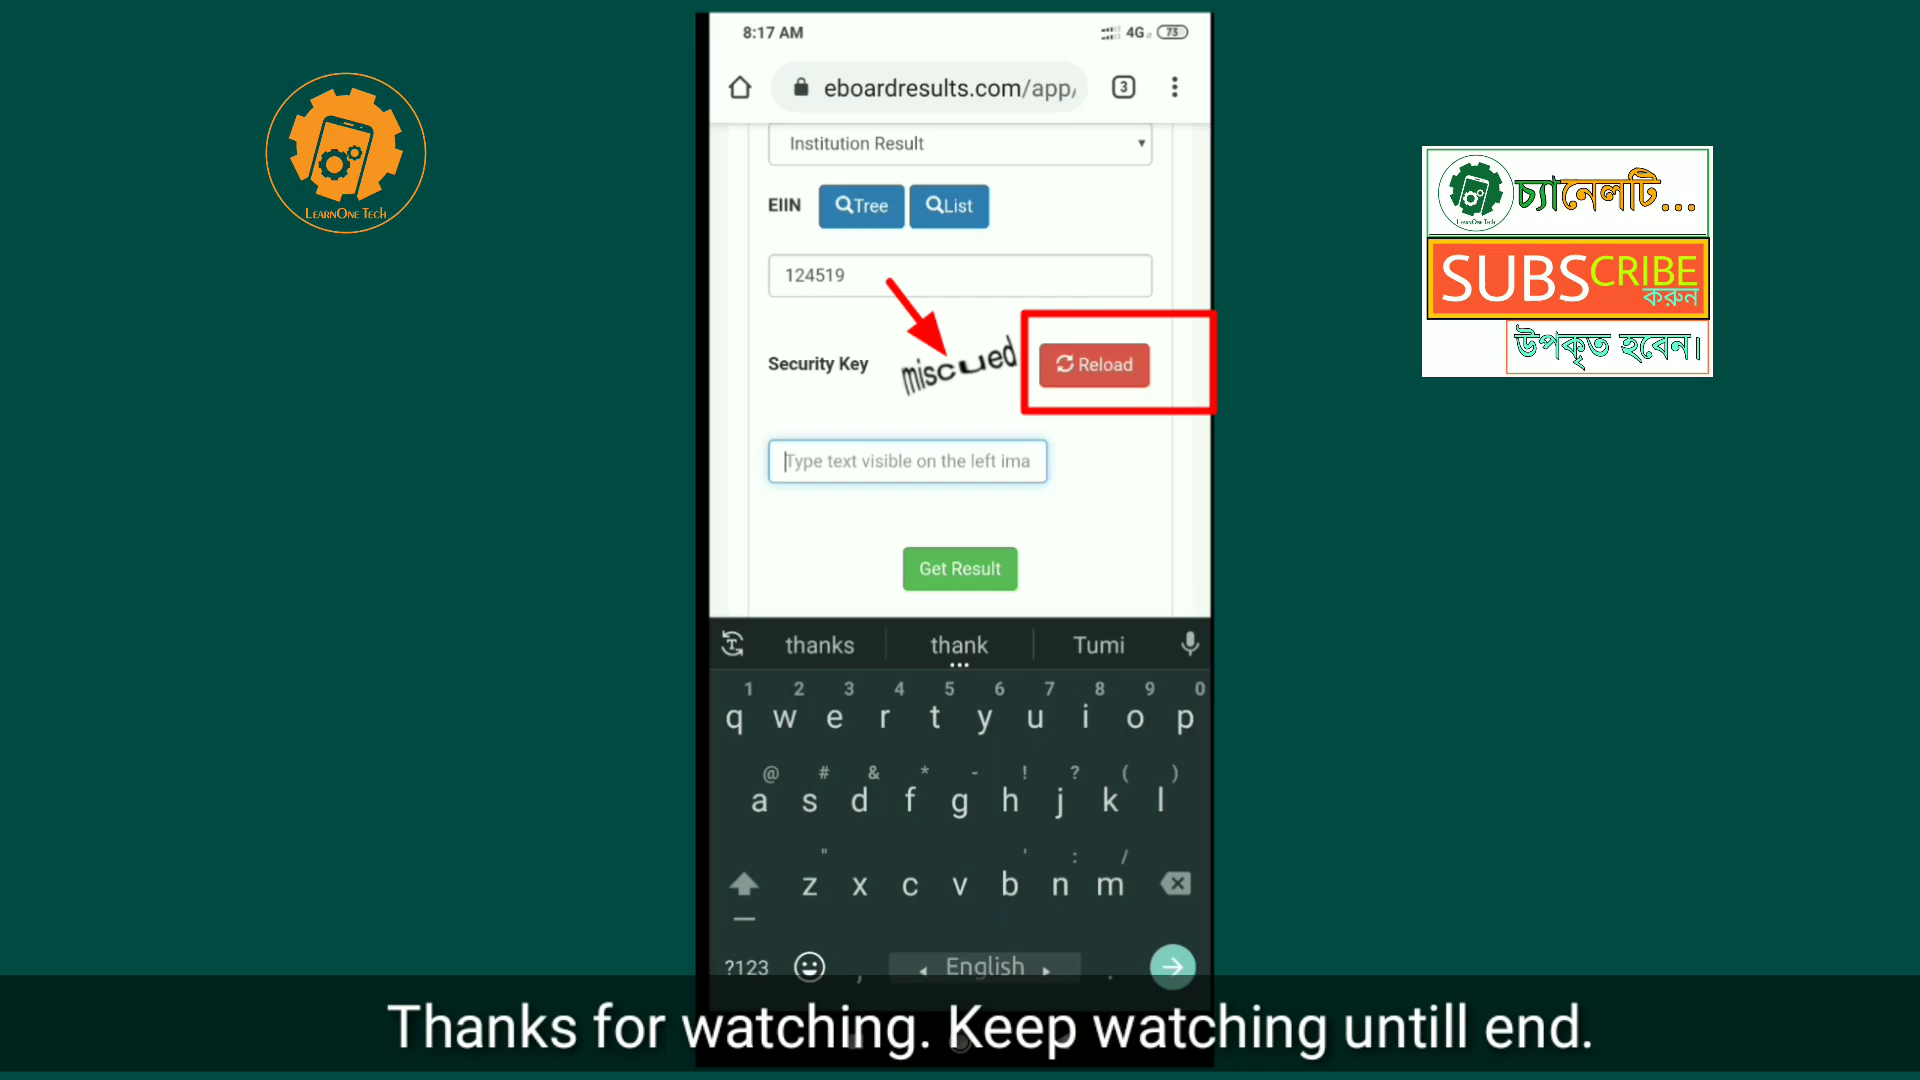 8:17 AM
4G
73
eboardresults.com/app/
3
LEARNONE TECH
Institution Result
EIIN
Tree
List
124519
Security Key
miscued
Reload
Type text visible on the left ima
Get Result
চ্যানেলটি...
SUBSCRIBE
করুন
উপকৃত হবেন।
thanks
thank
Tumi
1 2 3 4 5 6 7 8 9 0
q w e r t y u i o p
@ # & * - ! ? ( )
a s d f g h j k l
" ' : /
z x c v b n m
?123 , English .
Thanks for watching. Keep watching untill end.